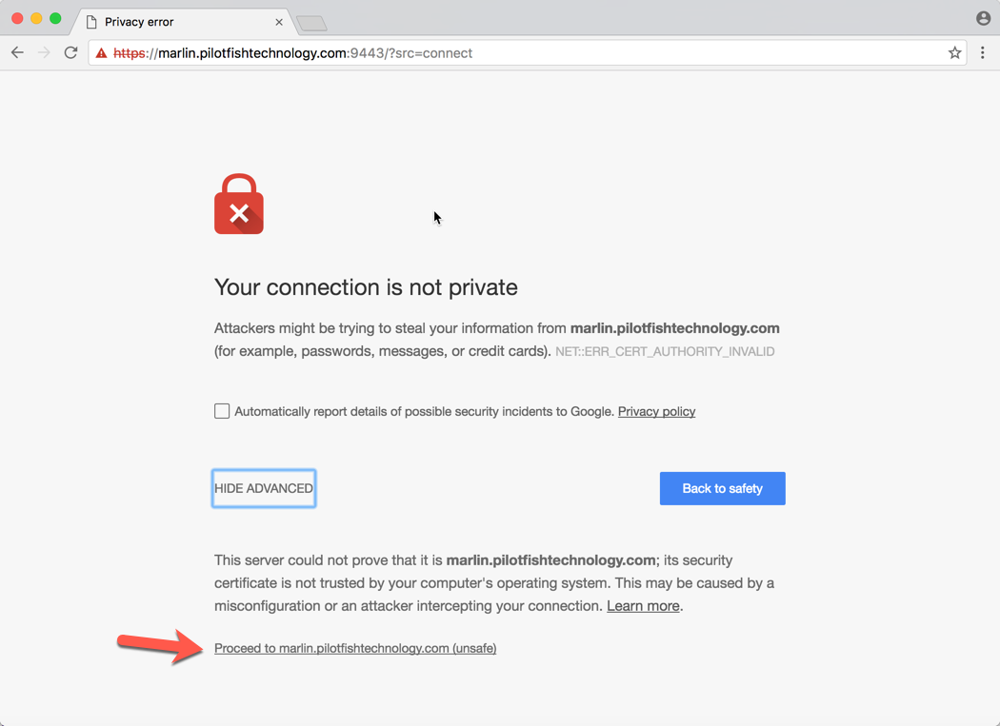 Privacy error
https://marlin.pilotfishtechnology.com:9443/?src=connect
Your connection is not private
Attackers might be trying to steal your information from marlin.pilotfishtechnology.com
(for example, passwords, messages, or credit cards). NET::ERR_CERT_AUTHORITY_INVALID
Automatically report details of possible security incidents to Google. Privacy policy
HIDE ADVANCED
Back to safety
This server could not prove that it is marlin.pilotfishtechnology.com; its security
certificate is not trusted by your computer's operating system. This may be caused by a
misconfiguration or an attacker intercepting your connection. Learn more.
Proceed to marlin.pilotfishtechnology.com (unsafe)